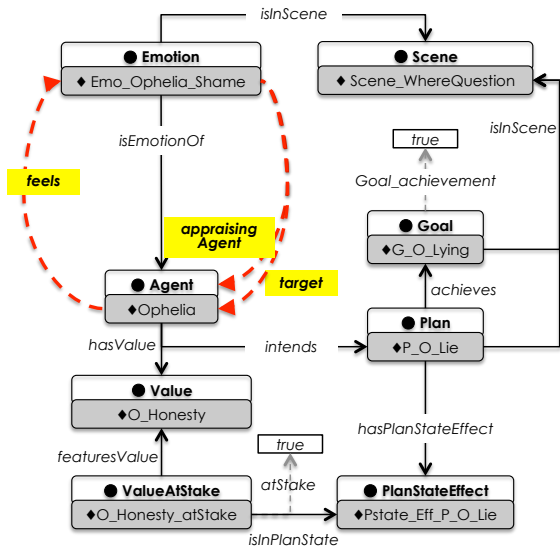 isInScene
● Emotion
♦ Emo_Ophelia_Shame
● Scene
♦ Scene_WhereQuestion
isEmotionOf
true
isInScene
feels
Goal_achievement
appraising
Agent
● Goal
♦ G_O_Lying
● Agent
♦Ophelia
target
achieves
● Plan
♦ P_O_Lie
hasValue
intends
● Value
♦ O_Honesty
hasPlanStateEffect
true
featuresValue
atStake
● ValueAtStake
♦O_Honesty_atStake
● PlanStateEffect
♦Pstate_Eff_P_O_Lie
isInPlanState